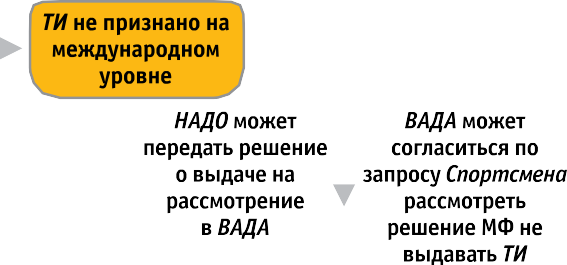 ТИ не признано на
международном
уровне
НАДО может
передать решение
о выдаче на
рассмотрение
в ВАДА
ВАДА может
согласиться по
запросу Спортсмена
рассмотреть
решение МФ не
выдавать ТИ